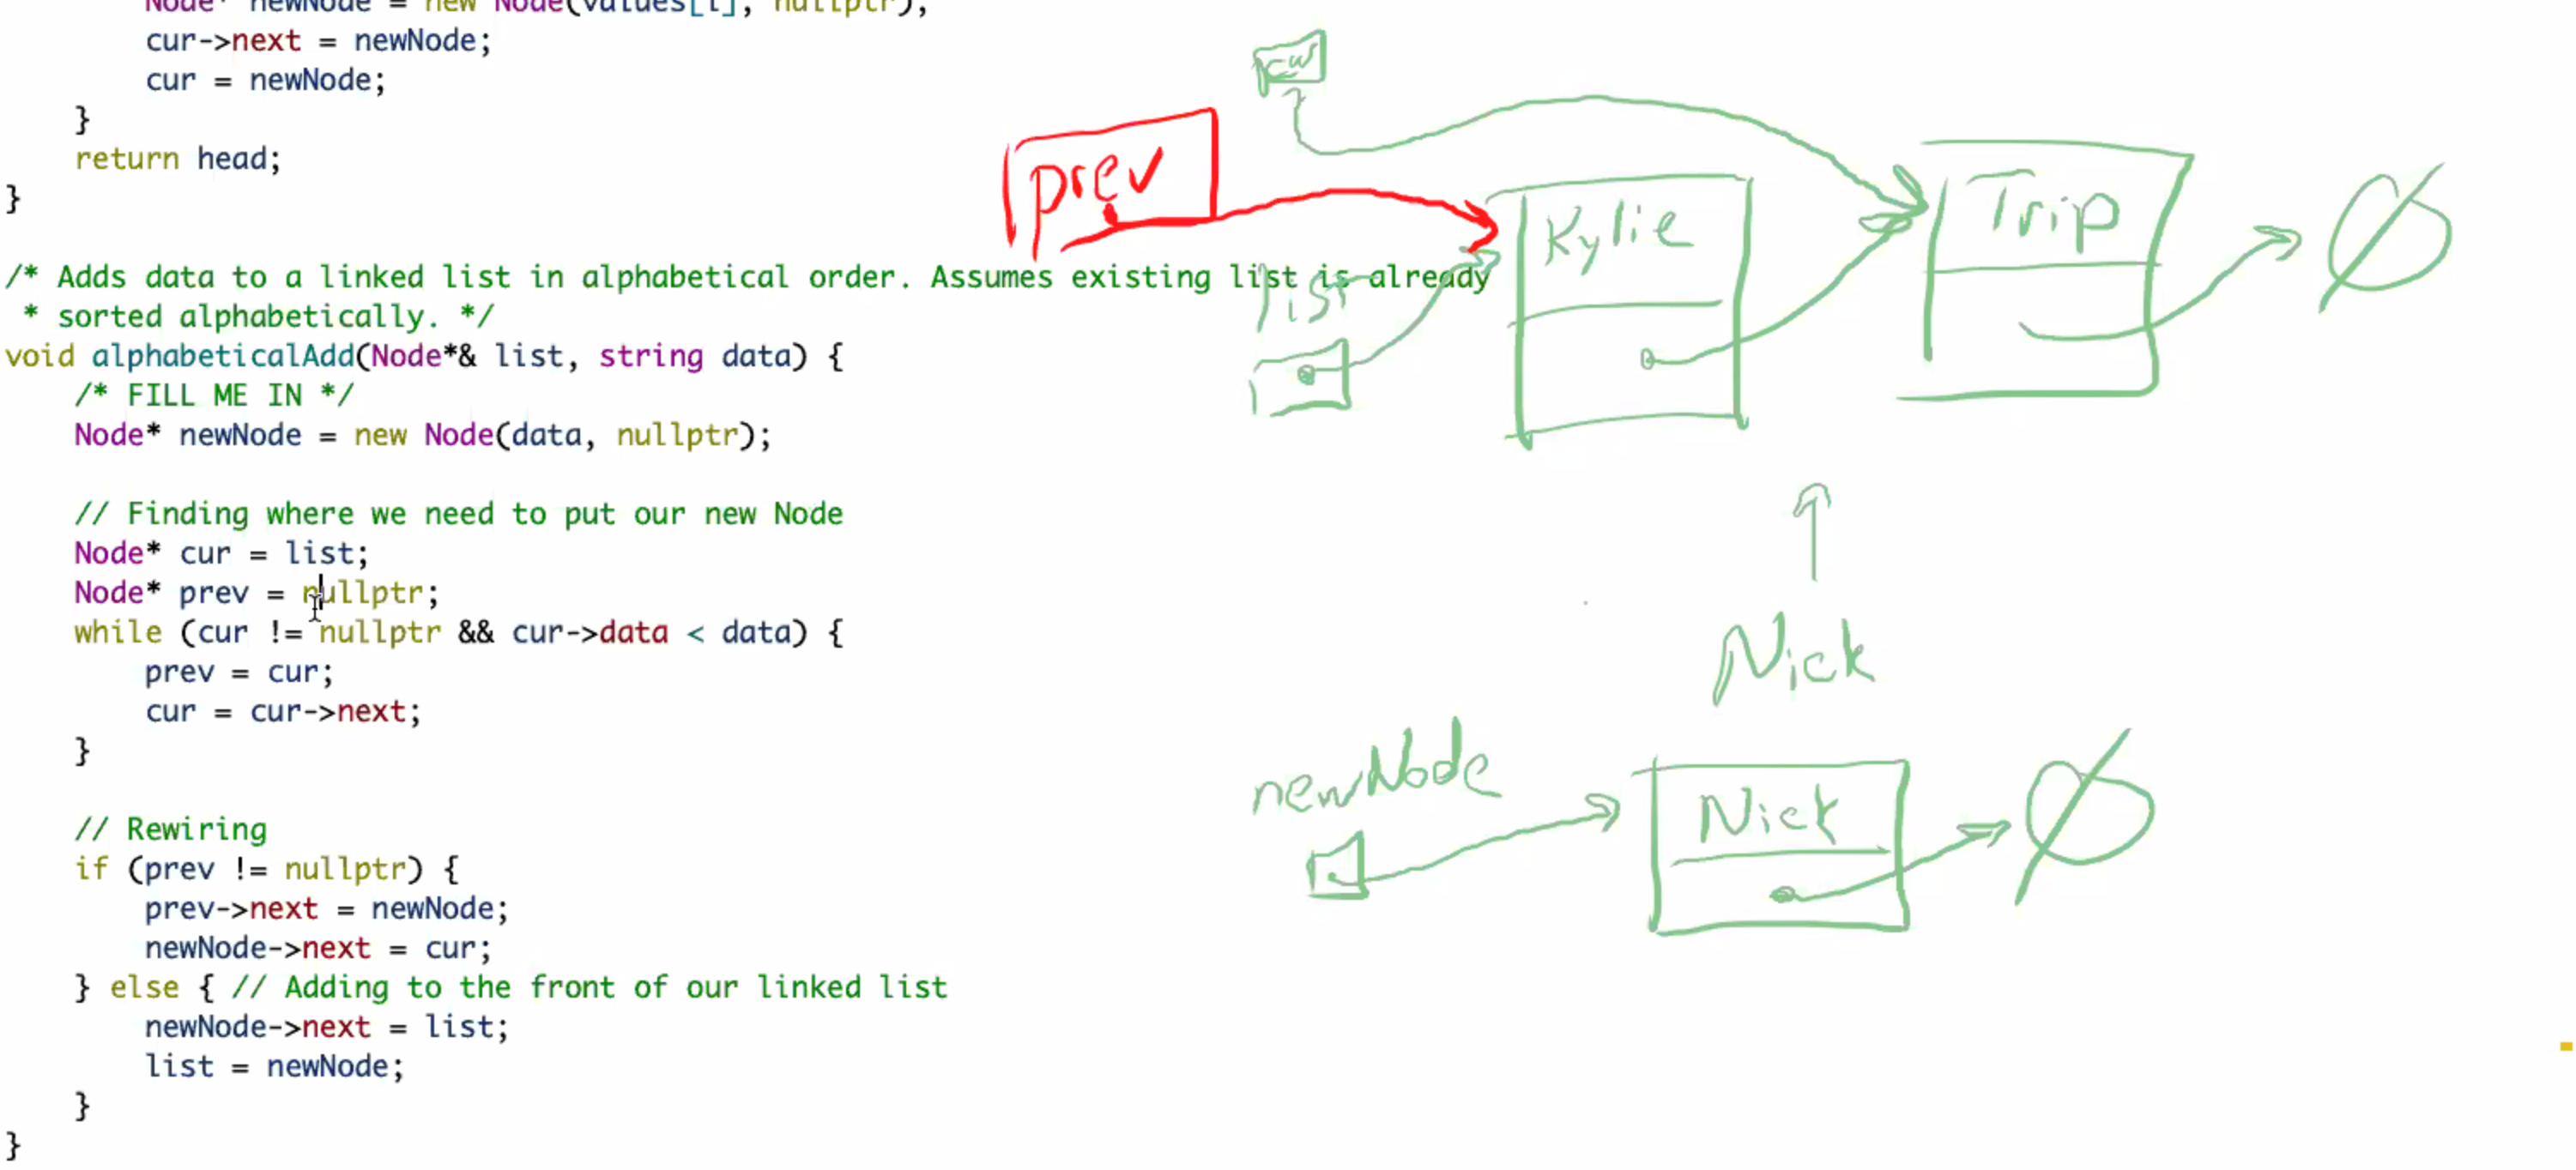 Node* newNode = new Node(values[i], nullptr);
cur->next = newNode;
cur = newNode;
}
return head;
}
/* Adds data to a linked list in alphabetical order. Assumes existing list is already
* sorted alphabetically. */
void alphabeticalAdd(Node*& list, string data) {
/* FILL ME IN */
Node* newNode = new Node(data, nullptr);
// Finding where we need to put our new Node
Node* cur = list;
Node* prev = nullptr;
while (cur != nullptr && cur->data < data) {
prev = cur;
cur = cur->next;
}
// Rewiring
if (prev != nullptr) {
prev->next = newNode;
newNode->next = cur;
} else { // Adding to the front of our linked list
newNode->next = list;
list = newNode;
}
}
prev
Kylie
Trip
list
Nick
newNode
Nick